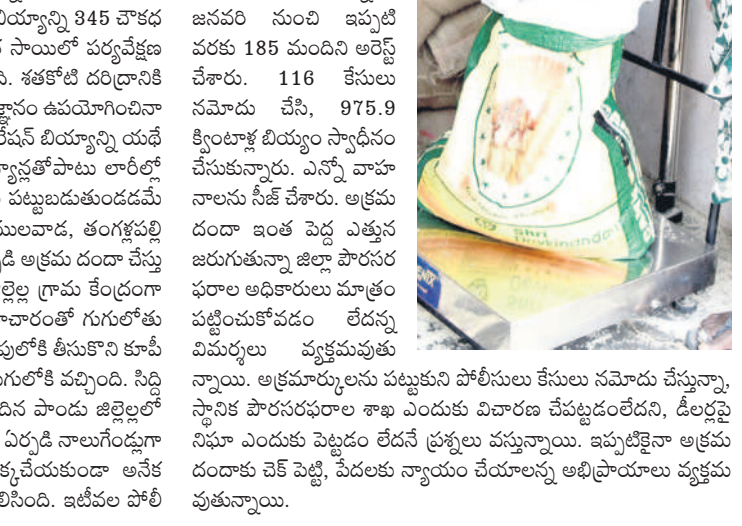 బియ్యాన్ని 345 చౌకధ
సాయిలో పర్యవేక్షణ
ది. శతకోటి దరిద్రానికి
జ్ఞానం ఉపయోగించినా
రేషన్ బియ్యాన్ని యథే
వ్యాన్లతోపాటు లారీల్లో
పట్టుబడుతుండడమే
ములవాడ, తంగళ్లపల్లి
డి అక్రమ దందా చేస్తు
ల్లెల్ల గ్రామ కేంద్రంగా
మాచారంతో గుగులోతు
పులోకి తీసుకొని కూపీ
గులోకి వచ్చింది. సిద్ది
దిన పాండు జిల్లెల్లలో
ఏర్పడి నాలుగేండ్లుగా
క్కచేయకుండా అనేక
లిసింది. ఇటీవల పోలీ
జనవరి నుంచి ఇప్పటి
వరకు 185 మందిని అరెస్ట్
చేశారు. 116 కేసులు
నమోదు చేసి, 975.9
క్వింటాళ్ల బియ్యం స్వాధీనం
చేసుకున్నారు. ఎన్నో వాహ
నాలను సీజ్ చేశారు. అక్రమ
దందా ఇంత పెద్ద ఎత్తున
జరుగుతున్నా జిల్లా పౌరసర
ఫరాల అధికారులు మాత్రం
పట్టించుకోవడం లేదన్న
విమర్శలు వ్యక్తమవుతు
న్నాయి. అక్రమార్కులను పట్టుకుని పోలీసులు కేసులు నమోదు చేస్తున్నా,
స్థానిక పౌరసరఫరాల శాఖ ఎందుకు విచారణ చేపట్టడంలేదని, డీలర్లపై
నిఘా ఎందుకు పెట్టడం లేదనే ప్రశ్నలు వస్తున్నాయి. ఇప్పటికైనా అక్రమ
దందాకు చెక్ పెట్టి, పేదలకు న్యాయం చేయాలన్న అభిప్రాయాలు వ్యక్తమ
వుతున్నాయి.
Shri